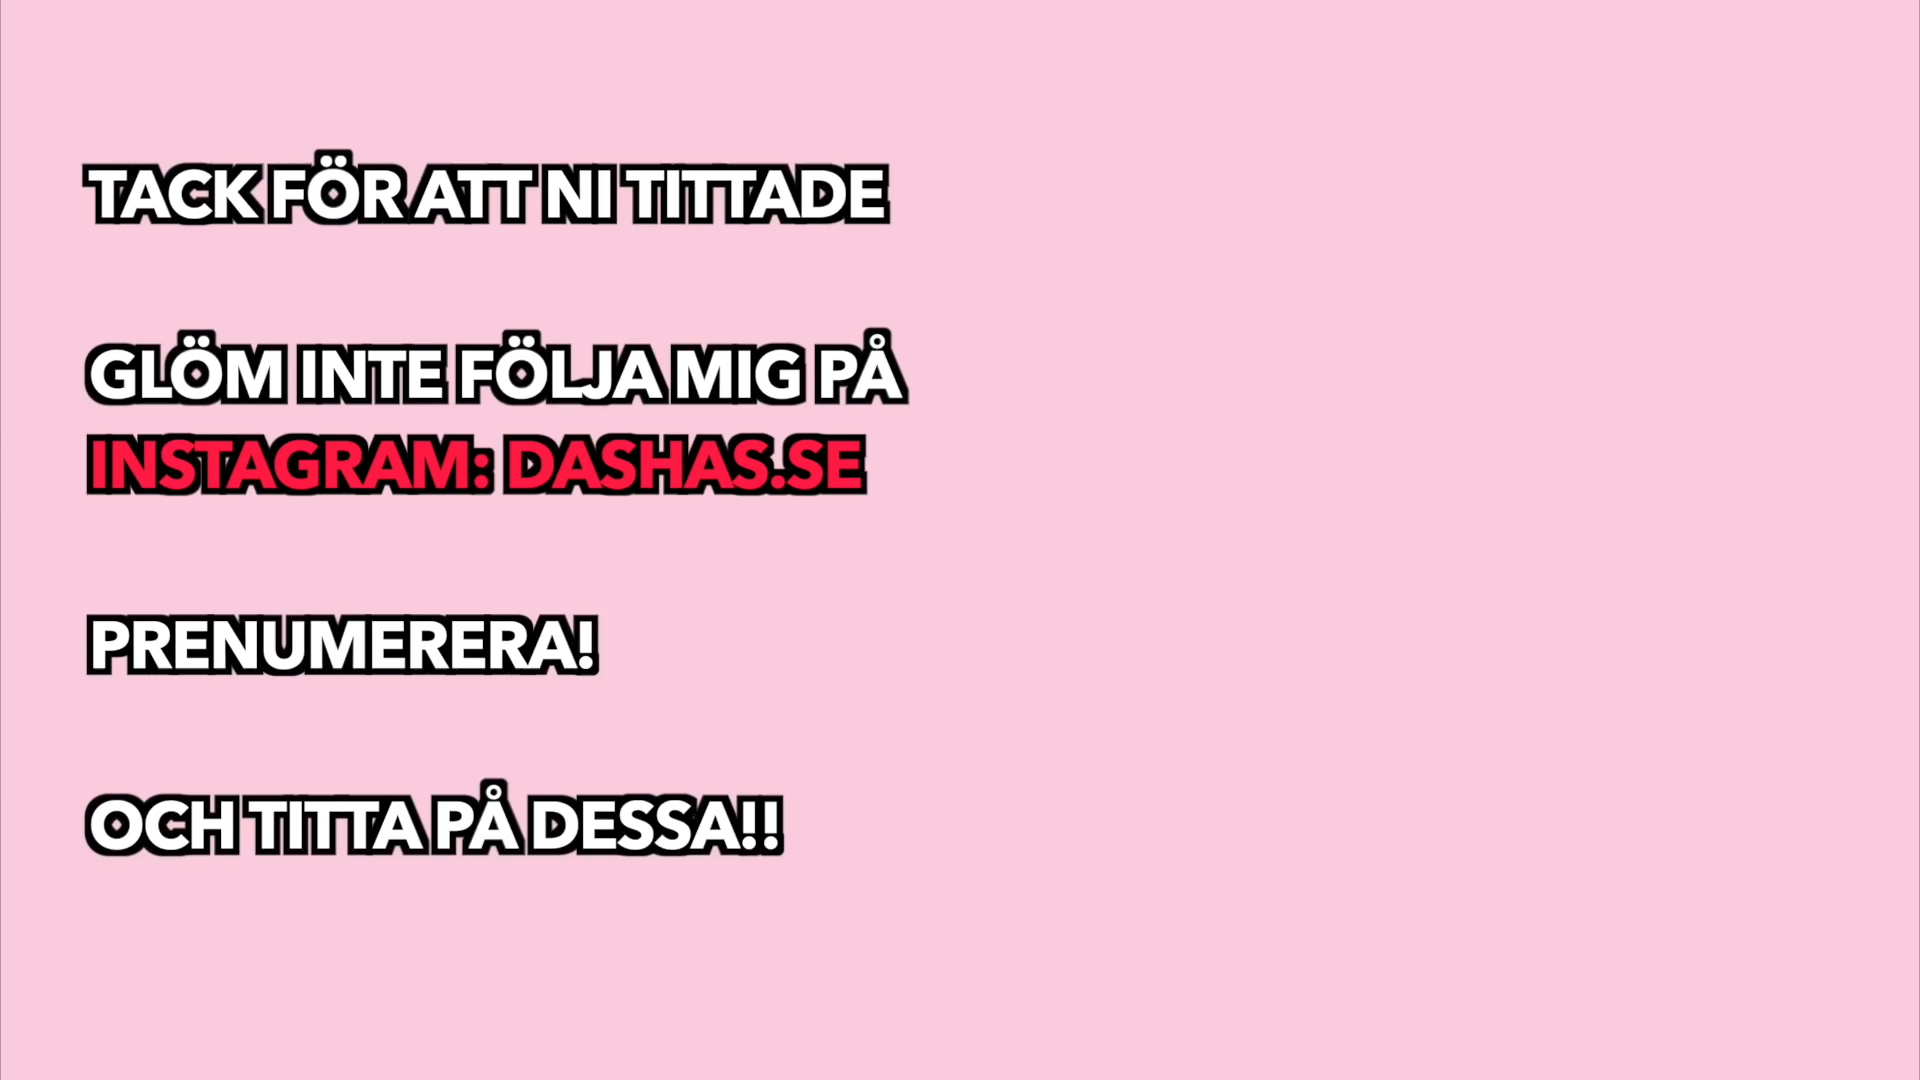 TACK FÖR ATT NI TITTADE
GLÖM INTE FÖLJA MIG PÅ
INSTAGRAM: DASHAS.SE
PRENUMERERA!
OCH TITTA PÅ DESSA!!